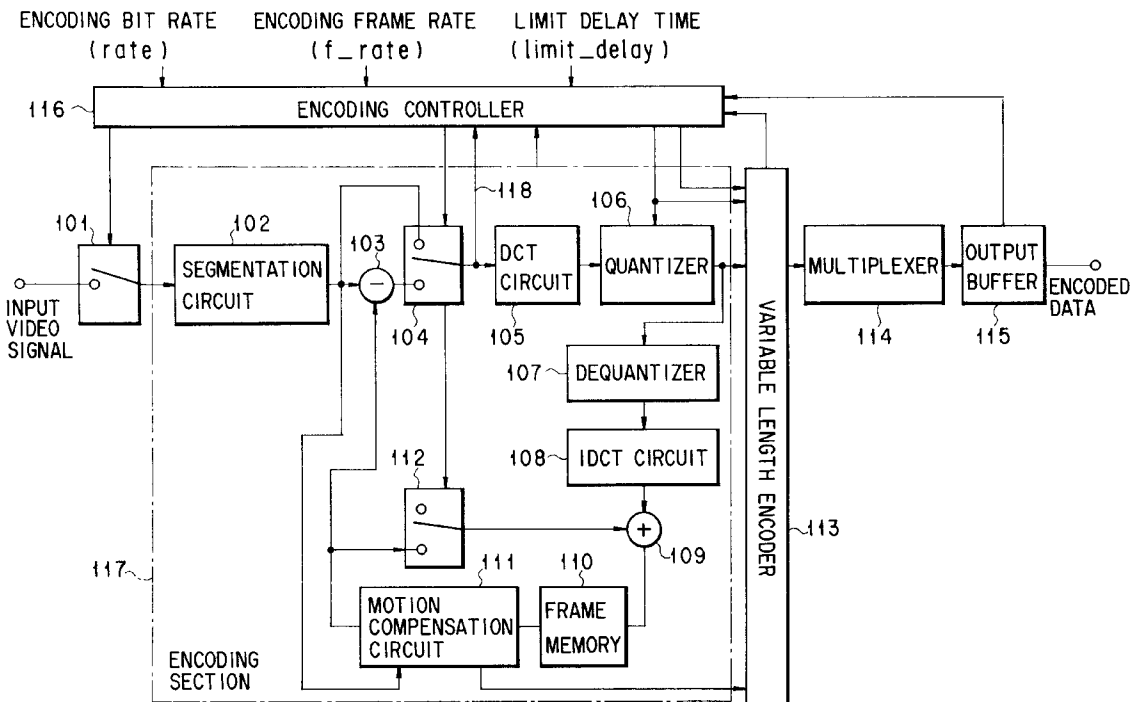 ENCODING BIT RATE
(rate)
ENCODING FRAME RATE
(f_rate)
LIMIT DELAY TIME
(limit_delay)
116
ENCODING CONTROLLER
118
101
102
103
106
INPUT
VIDEO
SIGNAL
SEGMENTATION
CIRCUIT
−
104
DCT
CIRCUIT
105
QUANTIZER
MULTIPLEXER
114
OUTPUT
BUFFER
115
ENCODED
DATA
107
DEQUANTIZER
108
IDCT CIRCUIT
112
+
109
VARIABLE LENGTH ENCODER
113
117
111
MOTION
COMPENSATION
CIRCUIT
110
FRAME
MEMORY
ENCODING
SECTION